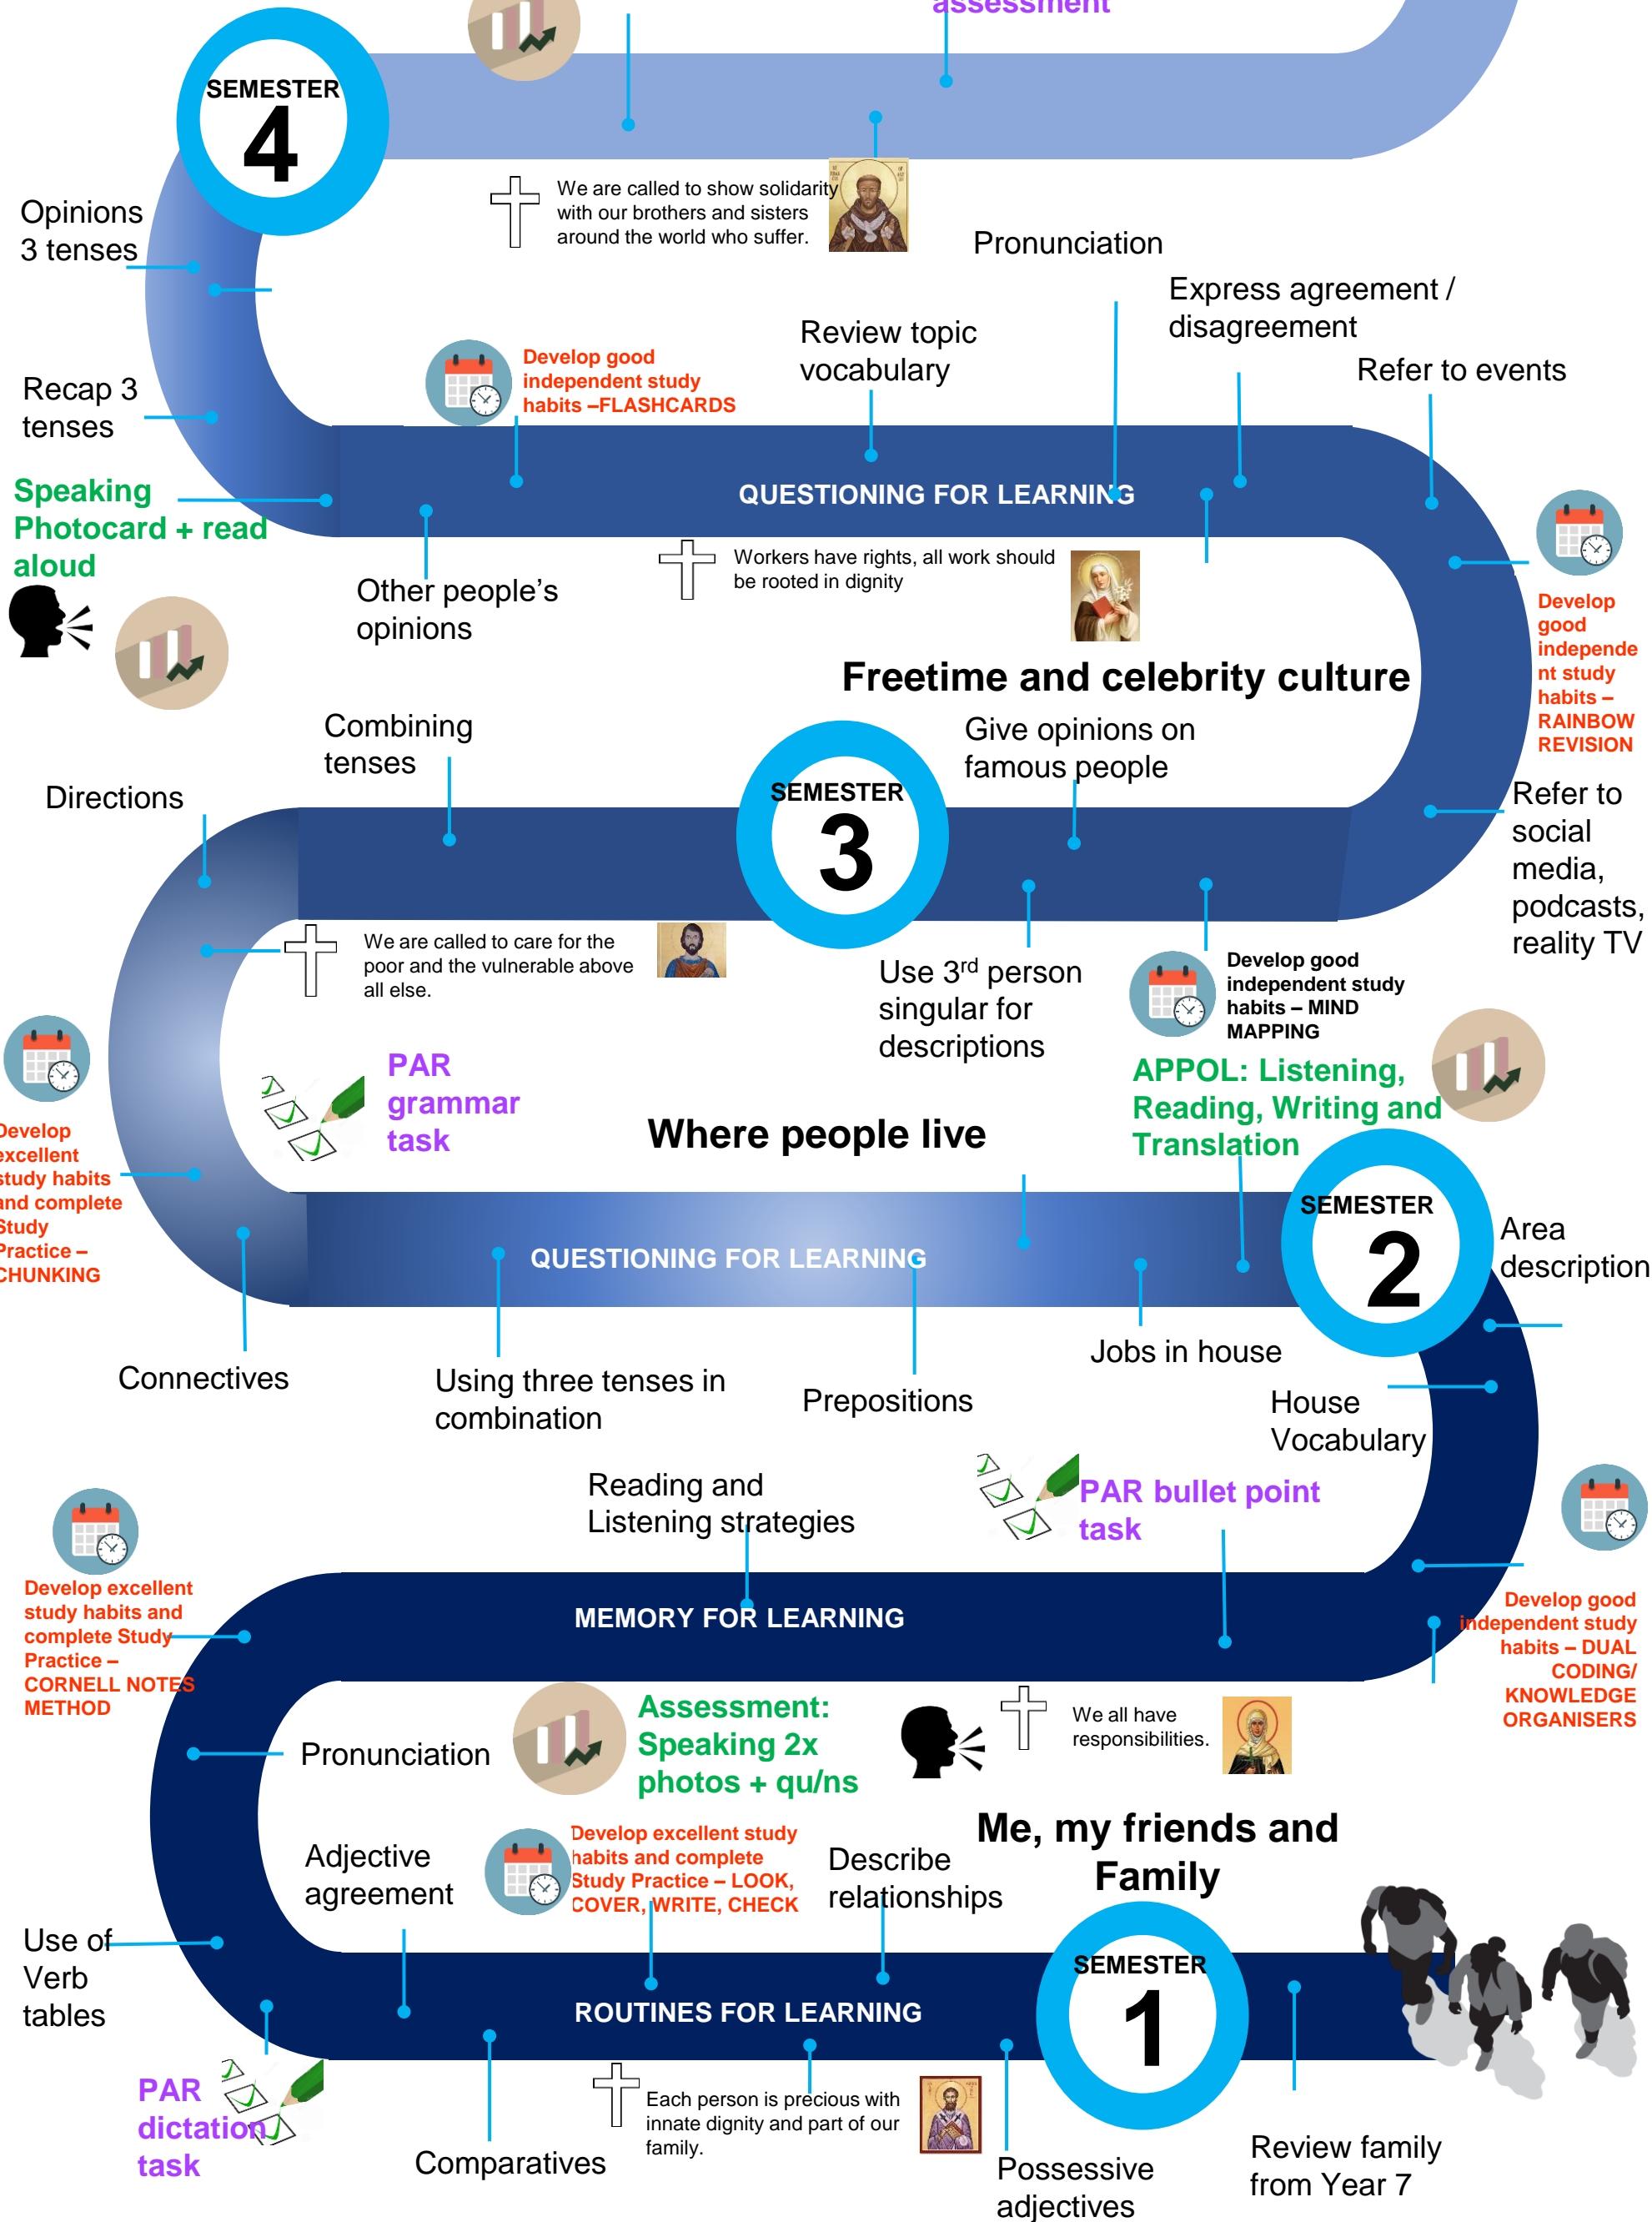 assessment
SEMESTER
4
Opinions
3 tenses
We are called to show solidarity
with our brothers and sisters
around the world who suffer.
Pronunciation
Express agreement /
disagreement
Review topic
vocabulary
Refer to events
Develop good
independent study
habits –FLASHCARDS
Recap 3
tenses
Speaking
Photocard + read
aloud
QUESTIONING FOR LEARNING
Other people’s
opinions
Workers have rights, all work should
be rooted in dignity
Develop
good
independe
nt study
habits –
RAINBOW
REVISION
Freetime and celebrity culture
Combining
tenses
Give opinions on
famous people
Directions
SEMESTER
3
Refer to
social
media,
podcasts,
reality TV
We are called to care for the
poor and the vulnerable above
all else.
Use 3rd person
singular for
descriptions
Develop good
independent study
habits – MIND
MAPPING
PAR
grammar
task
Where people live
APPOL: Listening,
Reading, Writing and
Translation
Develop
excellent
study habits
and complete
Study
Practice –
CHUNKING
SEMESTER
2
Area
description
QUESTIONING FOR LEARNING
Connectives
Using three tenses in
combination
Prepositions
Jobs in house
House
Vocabulary
Reading and
Listening strategies
PAR bullet point
task
Develop excellent
study habits and
complete Study
Practice –
CORNELL NOTES
METHOD
MEMORY FOR LEARNING
Develop good
independent study
habits – DUAL
CODING/
KNOWLEDGE
ORGANISERS
Pronunciation
Assessment:
Speaking 2x
photos + qu/ns
We all have
responsibilities.
Me, my friends and
Family
Adjective
agreement
Develop excellent study
habits and complete
Study Practice – LOOK,
COVER, WRITE, CHECK
Describe
relationships
Use of
Verb
tables
SEMESTER
1
ROUTINES FOR LEARNING
PAR
dictation
task
Comparatives
Each person is precious with
innate dignity and part of our
family.
Possessive
adjectives
Review family
from Year 7